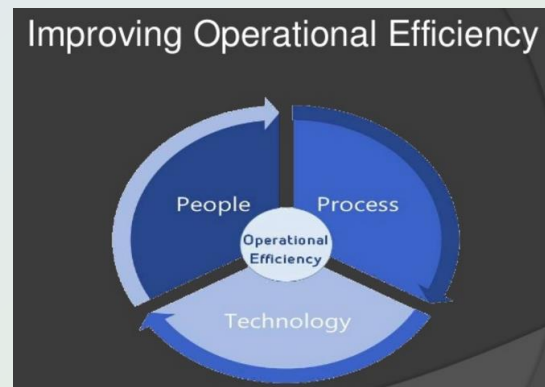 Improving Operational Efficiency
People
Process
Operational
Efficiency
Technology